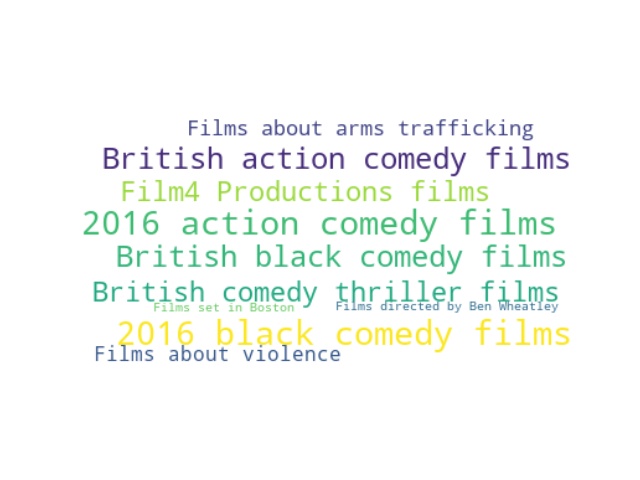 Films about arms trafficking
British action comedy films
Film4 Productions films
2016 action comedy films
British black comedy films
British comedy thriller films
Films set in Boston
Films directed by Ben Wheatley
2016 black comedy films
Films about violence